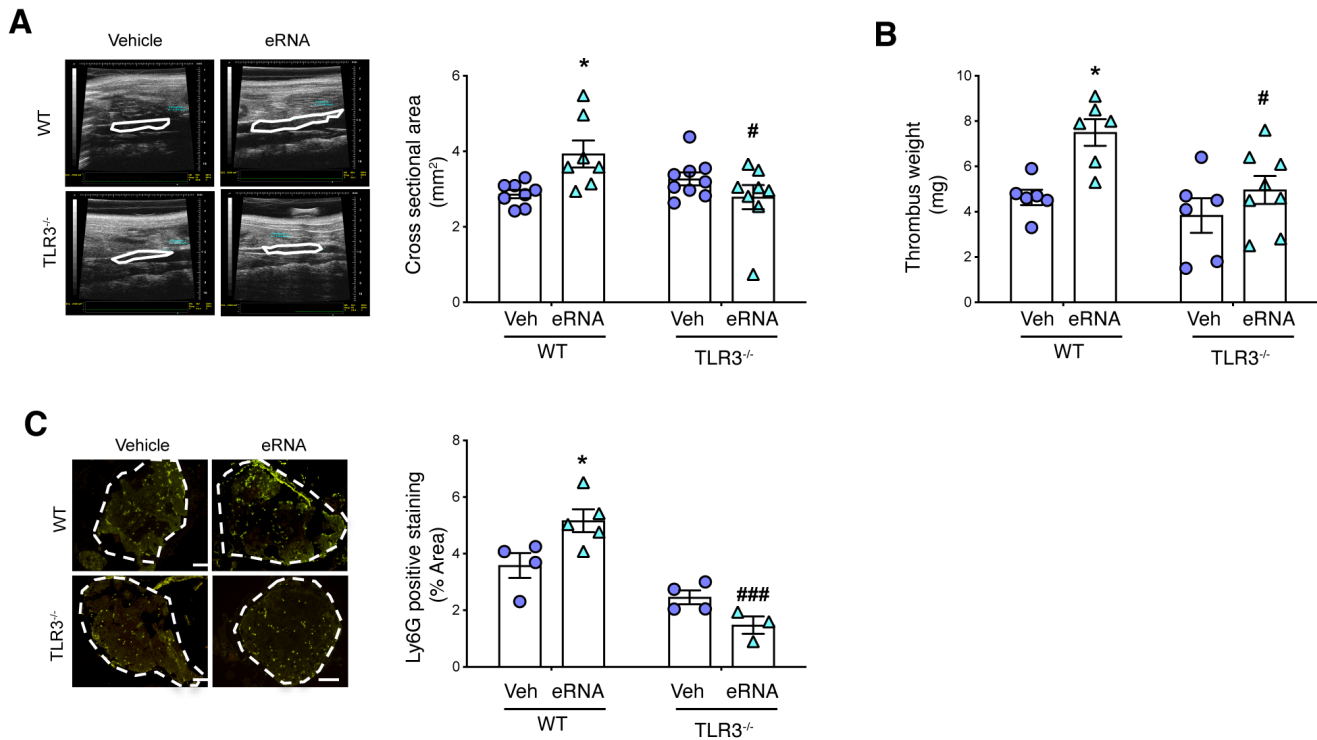 A
Vehicle
eRNA
WT
TLR3-/-
Cross sectional area
(mm²)
6
4
2
0
*
#
Veh
eRNA
Veh
eRNA
WT
TLR3-/-
B
Thrombus weight
(mg)
10
8
6
4
2
0
*
#
Veh
eRNA
Veh
eRNA
WT
TLR3-/-
C
Vehicle
eRNA
WT
TLR3-/-
Ly6G positive staining
(% Area)
8
6
4
2
0
*
###
Veh
eRNA
Veh
eRNA
WT
TLR3-/-